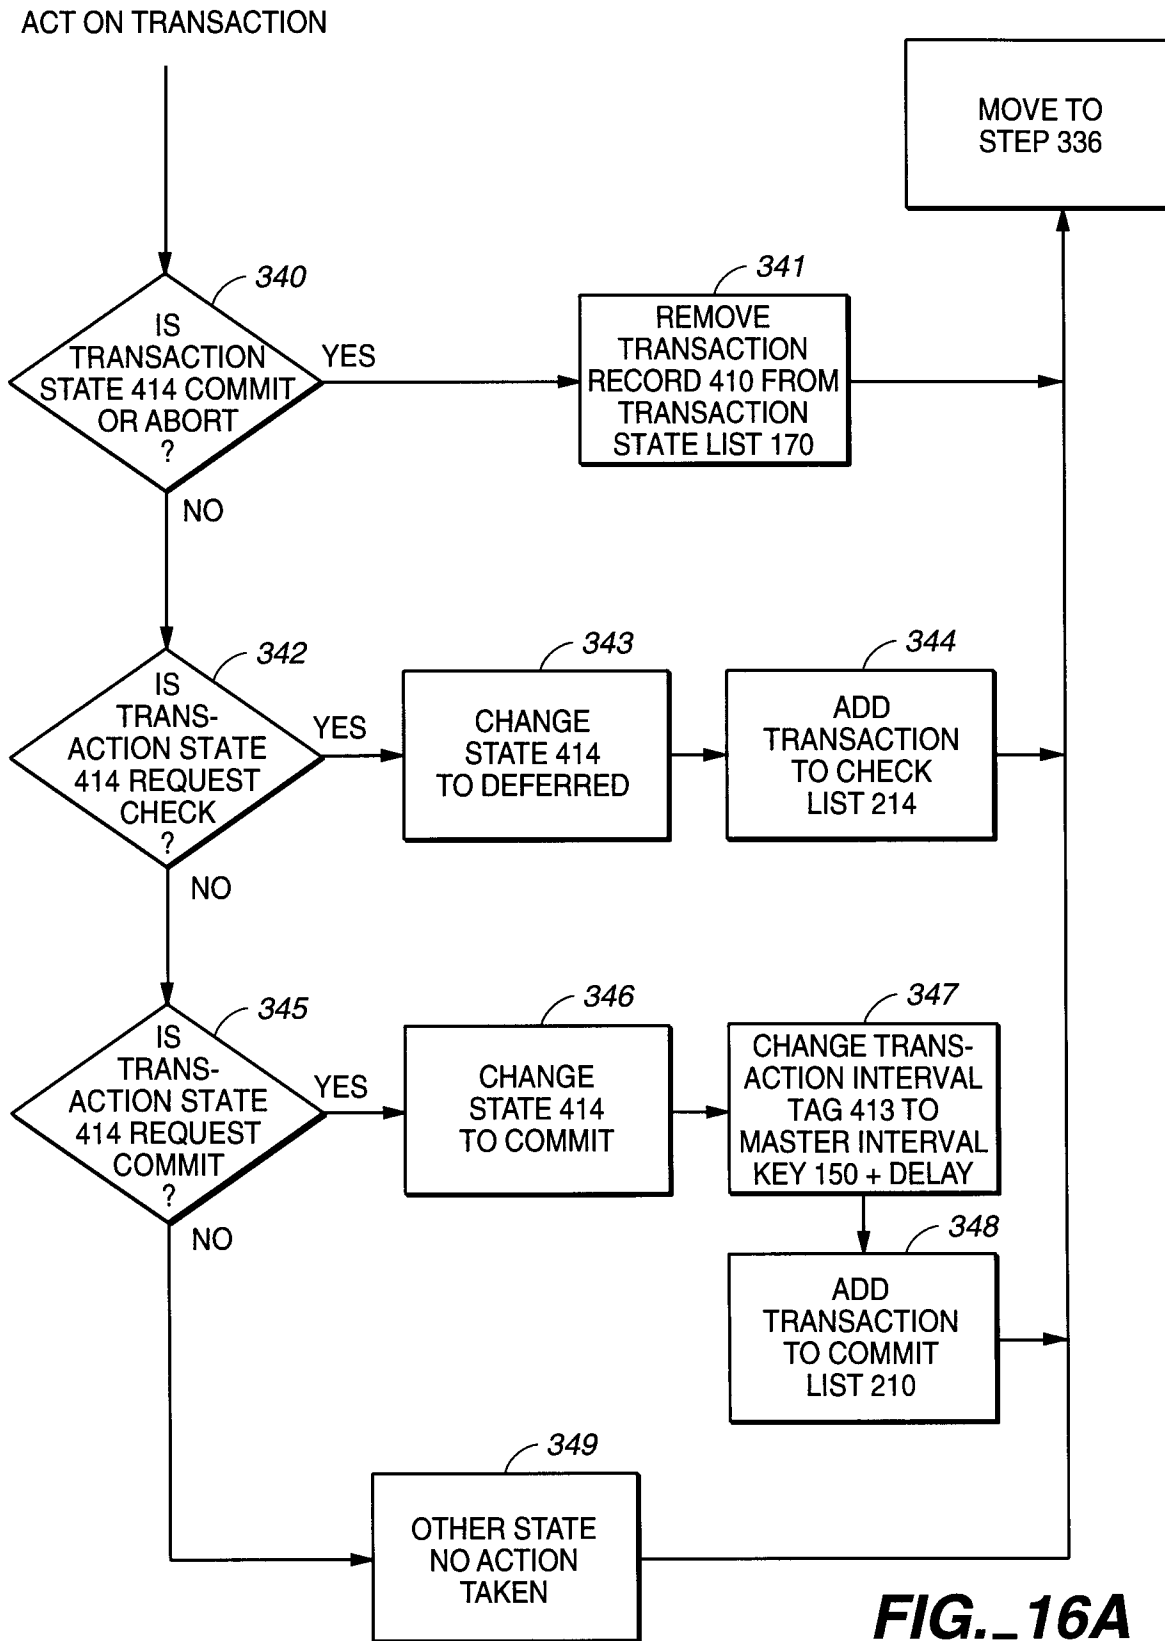 ACT ON TRANSACTION
MOVE TO
STEP 336
340
IS
TRANSACTION
STATE 414 COMMIT
OR ABORT
?
YES
NO
341
REMOVE
TRANSACTION
RECORD 410 FROM
TRANSACTION
STATE LIST 170
342
IS
TRANS-
ACTION STATE
414 REQUEST
CHECK
?
YES
NO
343
CHANGE
STATE 414
TO DEFERRED
344
ADD
TRANSACTION
TO CHECK
LIST 214
345
IS
TRANS-
ACTION STATE
414 REQUEST
COMMIT
?
YES
NO
346
CHANGE
STATE 414
TO COMMIT
347
CHANGE TRANS-
ACTION INTERVAL
TAG 413 TO
MASTER INTERVAL
KEY 150 + DELAY
348
ADD
TRANSACTION
TO COMMIT
LIST 210
349
OTHER STATE
NO ACTION
TAKEN
FIG._16A